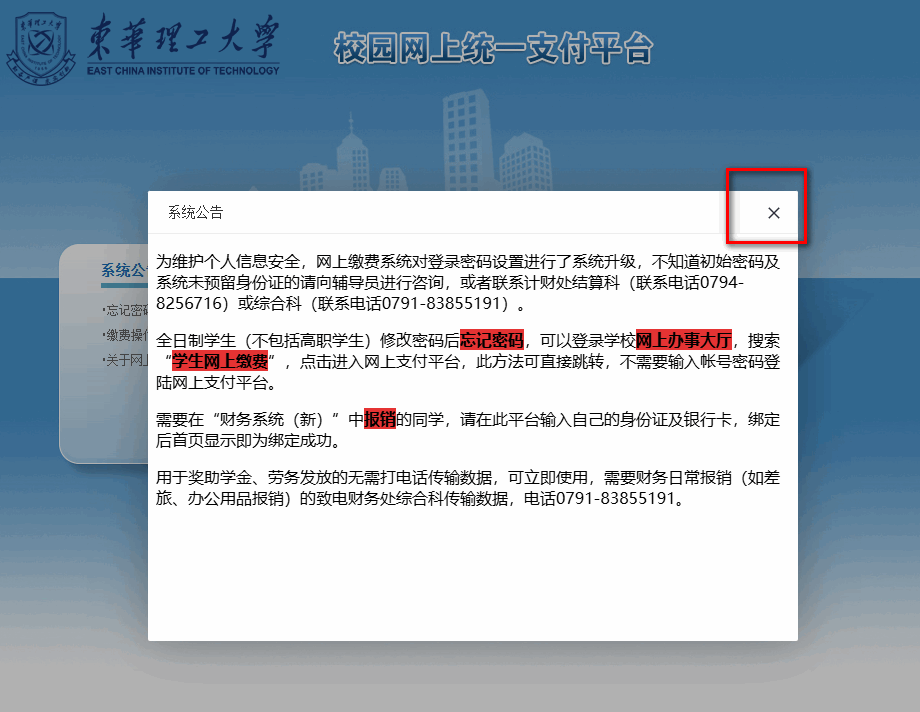 東華理工大学
EAST CHINA INSTITUTE OF TECHNOLOGY
校园网上统一支付平台
系统公告
系统公
·忘记密
·缴费操
·关于网
为维护个人信息安全，网上缴费系统对登录密码设置进行了系统升级，不知道初始密码及
系统未预留身份证的请向辅导员进行咨询，或者联系计财处结算科（联系电话0794-
8256716）或综合科（联系电话0791-83855191）。
全日制学生（不包括高职学生）修改密码后忘记密码，可以登录学校网上办事大厅，搜索
“学生网上缴费”，点击进入网上支付平台，此方法可直接跳转，不需要输入帐号密码登
陆网上支付平台。
需要在“财务系统（新）”中报销的同学，请在此平台输入自己的身份证及银行卡，绑定
后首页显示即为绑定成功。
用于奖助学金、劳务发放的无需打电话传输数据，可立即使用，需要财务日常报销（如差
旅、办公用品报销）的致电财务处综合科传输数据，电话0791-83855191。